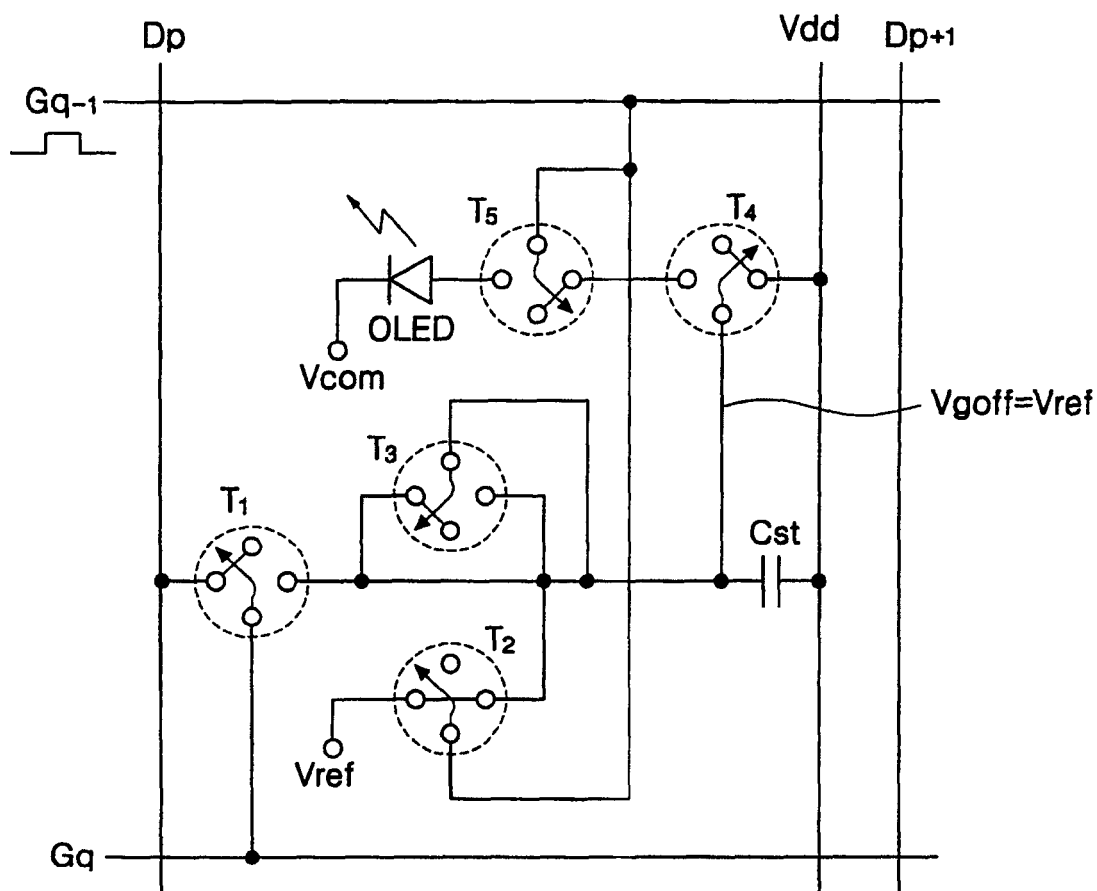 Dp
Vdd
Dp+1
Gq-1
T5
T4
OLED
Vcom
Vgoff=Vref
T3
T1
Cst
T2
Vref
Gq